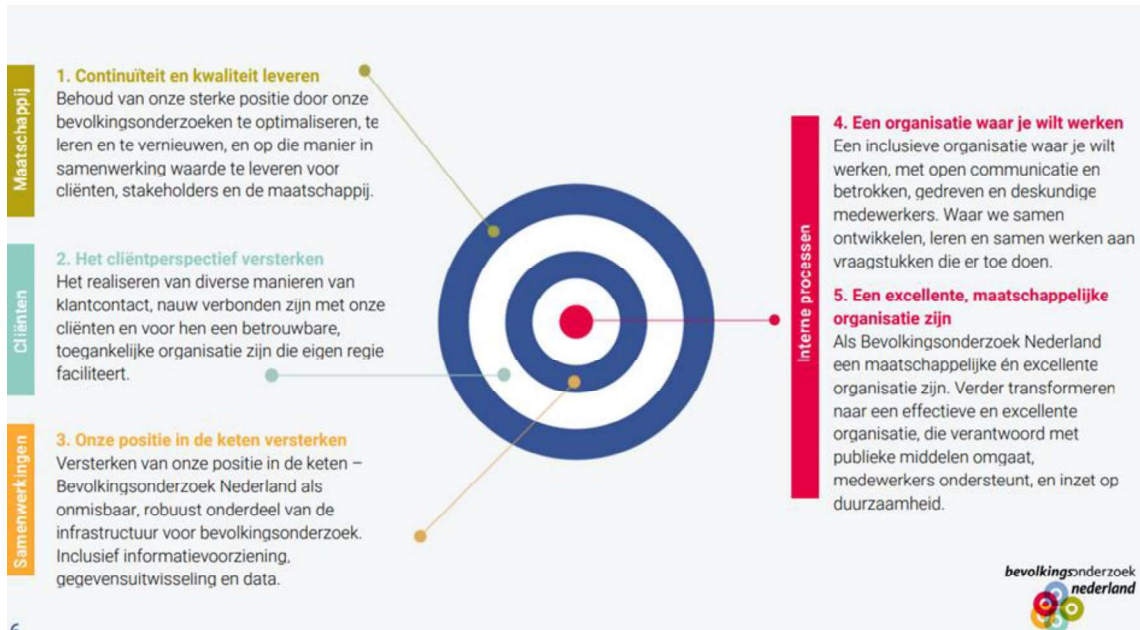 Maatschappij
1. Continuïteit en kwaliteit leveren
Behoud van onze sterke positie door onze
bevolkingsonderzoeken te optimaliseren, te
leren en te vernieuwen, en op die manier in
samenwerking waarde te leveren voor
cliënten, stakeholders en de maatschappij.
Cliënten
2. Het cliëntperspectief versterken
Het realiseren van diverse manieren van
klantcontact, nauw verbonden zijn met onze
cliënten en voor hen een betrouwbare,
toegankelijke organisatie zijn die eigen regie
faciliteert.
Samenwerkingen
3. Onze positie in de keten versterken
Versterken van onze positie in de keten –
Bevolkingsonderzoek Nederland als
onmisbaar, robuust onderdeel van de
infrastructuur voor bevolkingsonderzoek.
Inclusief informatievoorziening,
gegevensuitwisseling en data.
Interne processen
4. Een organisatie waar je wilt werken
Een inclusieve organisatie waar je wilt
werken, met open communicatie en
betrokken, gedreven en deskundige
medewerkers. Waar we samen
ontwikkelen, leren en samen werken aan
vraagstukken die er toe doen.
5. Een excellente, maatschappelijke
organisatie zijn
Als Bevolkingsonderzoek Nederland
een maatschappelijke én excellente
organisatie zijn. Verder transformeren
naar een effectieve en excellente
organisatie, die verantwoord met
publieke middelen omgaat,
medewerkers ondersteunt, en inzet op
duurzaamheid.
bevolkingsonderzoek
nederland